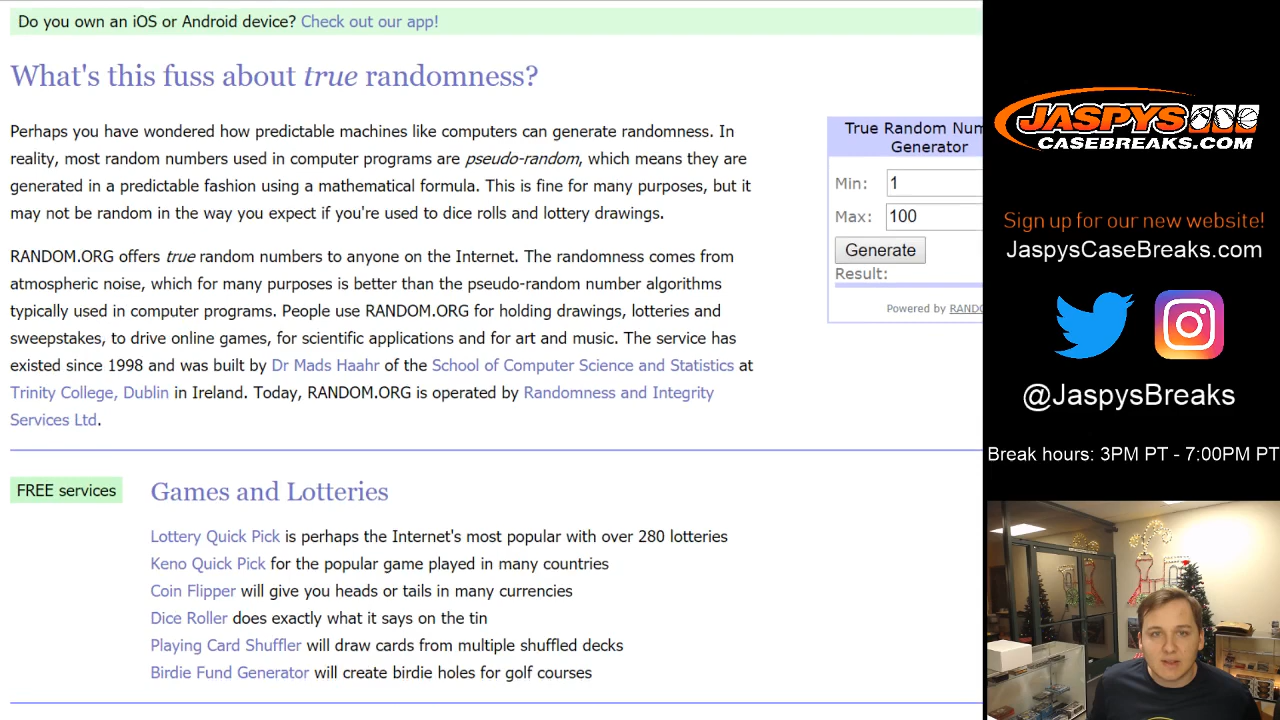 Do you own an iOS or Android device? Check out our app!
What's this fuss about true randomness?
Perhaps you have wondered how predictable machines like computers can generate randomness. In
reality, most random numbers used in computer programs are pseudo-random, which means they are
generated in a predictable fashion using a mathematical formula. This is fine for many purposes, but it
may not be random in the way you expect if you're used to dice rolls and lottery drawings.
RANDOM.ORG offers true random numbers to anyone on the Internet. The randomness comes from
atmospheric noise, which for many purposes is better than the pseudo-random number algorithms
typically used in computer programs. People use RANDOM.ORG for holding drawings, lotteries and
sweepstakes, to drive online games, for scientific applications and for art and music. The service has
existed since 1998 and was built by Dr Mads Haahr of the School of Computer Science and Statistics at
Trinity College, Dublin in Ireland. Today, RANDOM.ORG is operated by Randomness and Integrity
Services Ltd.
True Random Num
Generator
Min: 1
Max: 100
Generate
Result:
Powered by RAND
FREE services
Games and Lotteries
Lottery Quick Pick is perhaps the Internet's most popular with over 280 lotteries
Keno Quick Pick for the popular game played in many countries
Coin Flipper will give you heads or tails in many currencies
Dice Roller does exactly what it says on the tin
Playing Card Shuffler will draw cards from multiple shuffled decks
Birdie Fund Generator will create birdie holes for golf courses
JASPYS
CASEBREAKS.COM
Sign up for our new website!
JaspysCaseBreaks.com
@JaspysBreaks
Break hours: 3PM PT - 7:00PM PT